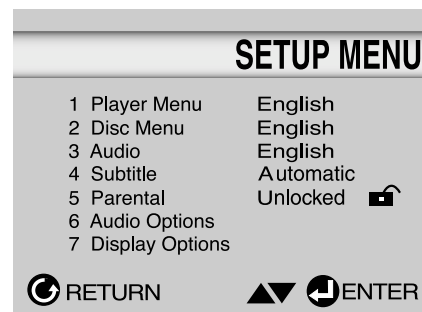 SETUP MENU
1 Player Menu English
2 Disc Menu English
3 Audio English
4 Subtitle Automatic
5 Parental Unlocked
6 Audio Options
7 Display Options
RETURN ENTER